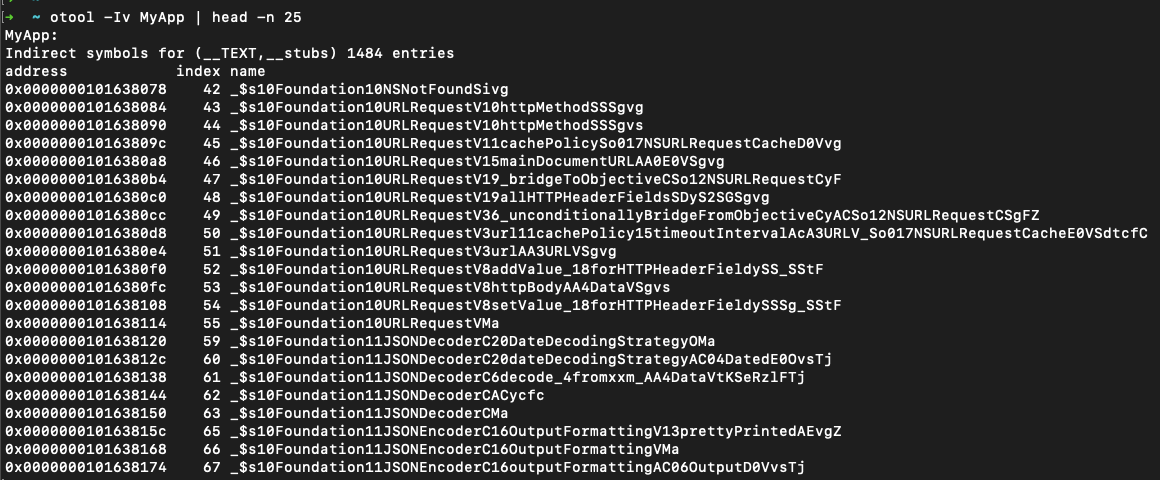 ➜  ~ otool -Iv MyApp | head -n 25
MyApp:
Indirect symbols for (__TEXT,__stubs) 1484 entries
address            index name
0x0000000101638078    42 _$s10Foundation10NSNotFoundSivg
0x0000000101638084    43 _$s10Foundation10URLRequestV10httpMethodSSSgvg
0x0000000101638090    44 _$s10Foundation10URLRequestV10httpMethodSSSgvs
0x000000010163809c    45 _$s10Foundation10URLRequestV11cachePolicySo017NSURLRequestCacheD0Vvg
0x00000001016380a8    46 _$s10Foundation10URLRequestV15mainDocumentURLAA0E0VSgvg
0x00000001016380b4    47 _$s10Foundation10URLRequestV19_bridgeToObjectiveCSo12NSURLRequestCyF
0x00000001016380c0    48 _$s10Foundation10URLRequestV19allHTTPHeaderFieldsSDyS2SGSgvg
0x00000001016380cc    49 _$s10Foundation10URLRequestV36_unconditionallyBridgeFromObjectiveCyACSo12NSURLRequestCSgFZ
0x00000001016380d8    50 _$s10Foundation10URLRequestV3url11cachePolicy15timeoutIntervalAcA3URLV_So017NSURLRequestCacheE0VSdtcfC
0x00000001016380e4    51 _$s10Foundation10URLRequestV3urlAA3URLVSgvg
0x00000001016380f0    52 _$s10Foundation10URLRequestV8addValue_18forHTTPHeaderFieldySS_SStF
0x00000001016380fc    53 _$s10Foundation10URLRequestV8httpBodyAA4DataVSgvs
0x0000000101638108    54 _$s10Foundation10URLRequestV8setValue_18forHTTPHeaderFieldySSSg_SStF
0x0000000101638114    55 _$s10Foundation10URLRequestVMa
0x0000000101638120    59 _$s10Foundation11JSONDecoderC20DateDecodingStrategyOMa
0x000000010163812c    60 _$s10Foundation11JSONDecoderC20dateDecodingStrategyAC04DatedE0OvsTj
0x0000000101638138    61 _$s10Foundation11JSONDecoderC6decode_4fromxxm_AA4DataVtKSeRzlFTj
0x0000000101638144    62 _$s10Foundation11JSONDecoderCACycfc
0x0000000101638150    63 _$s10Foundation11JSONDecoderCMa
0x000000010163815c    65 _$s10Foundation11JSONEncoderC16OutputFormattingV13prettyPrintedAEvgZ
0x0000000101638168    66 _$s10Foundation11JSONEncoderC16OutputFormattingVMa
0x0000000101638174    67 _$s10Foundation11JSONEncoderC16outputFormattingAC06OutputD0VvsTj